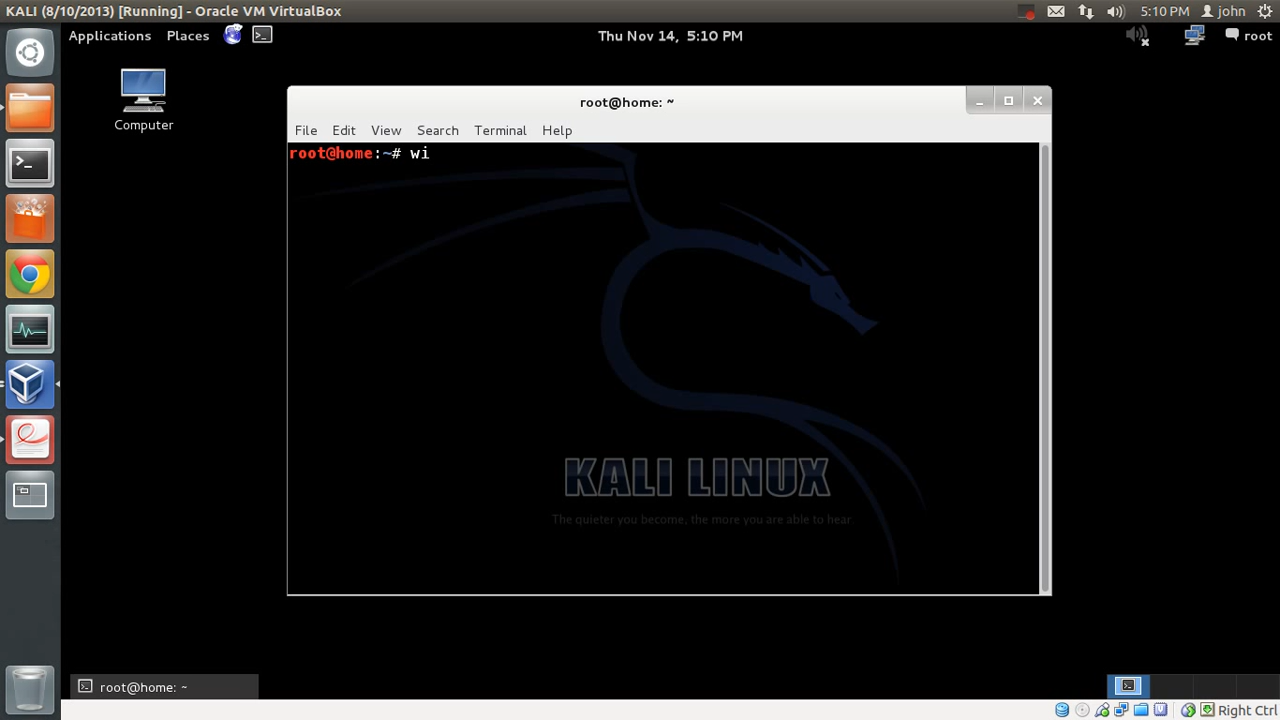 KALI (8/10/2013) [Running] - Oracle VM VirtualBox
5:10 PM
john
Applications Places
Thu Nov 14, 5:10 PM
root
Computer
root@home: ~
File Edit View Search Terminal Help
root@home:~# wi
KALI LINUX
The quieter you become, the more you are able to hear
root@home: ~
Right Ctrl